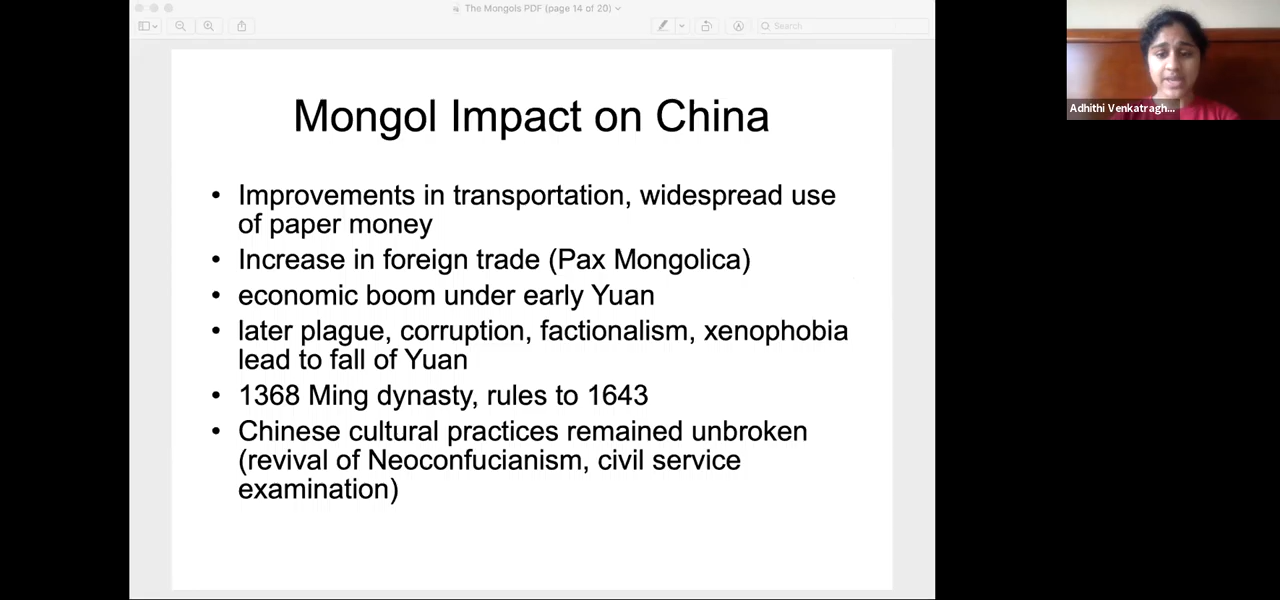 The Mongols PDF (page 14 of 20)
Search
Adhithi Venkatragh...
Mongol Impact on China
• Improvements in transportation, widespread use
of paper money
• Increase in foreign trade (Pax Mongolica)
• economic boom under early Yuan
• later plague, corruption, factionalism, xenophobia
lead to fall of Yuan
• 1368 Ming dynasty, rules to 1643
• Chinese cultural practices remained unbroken
(revival of Neoconfucianism, civil service
examination)